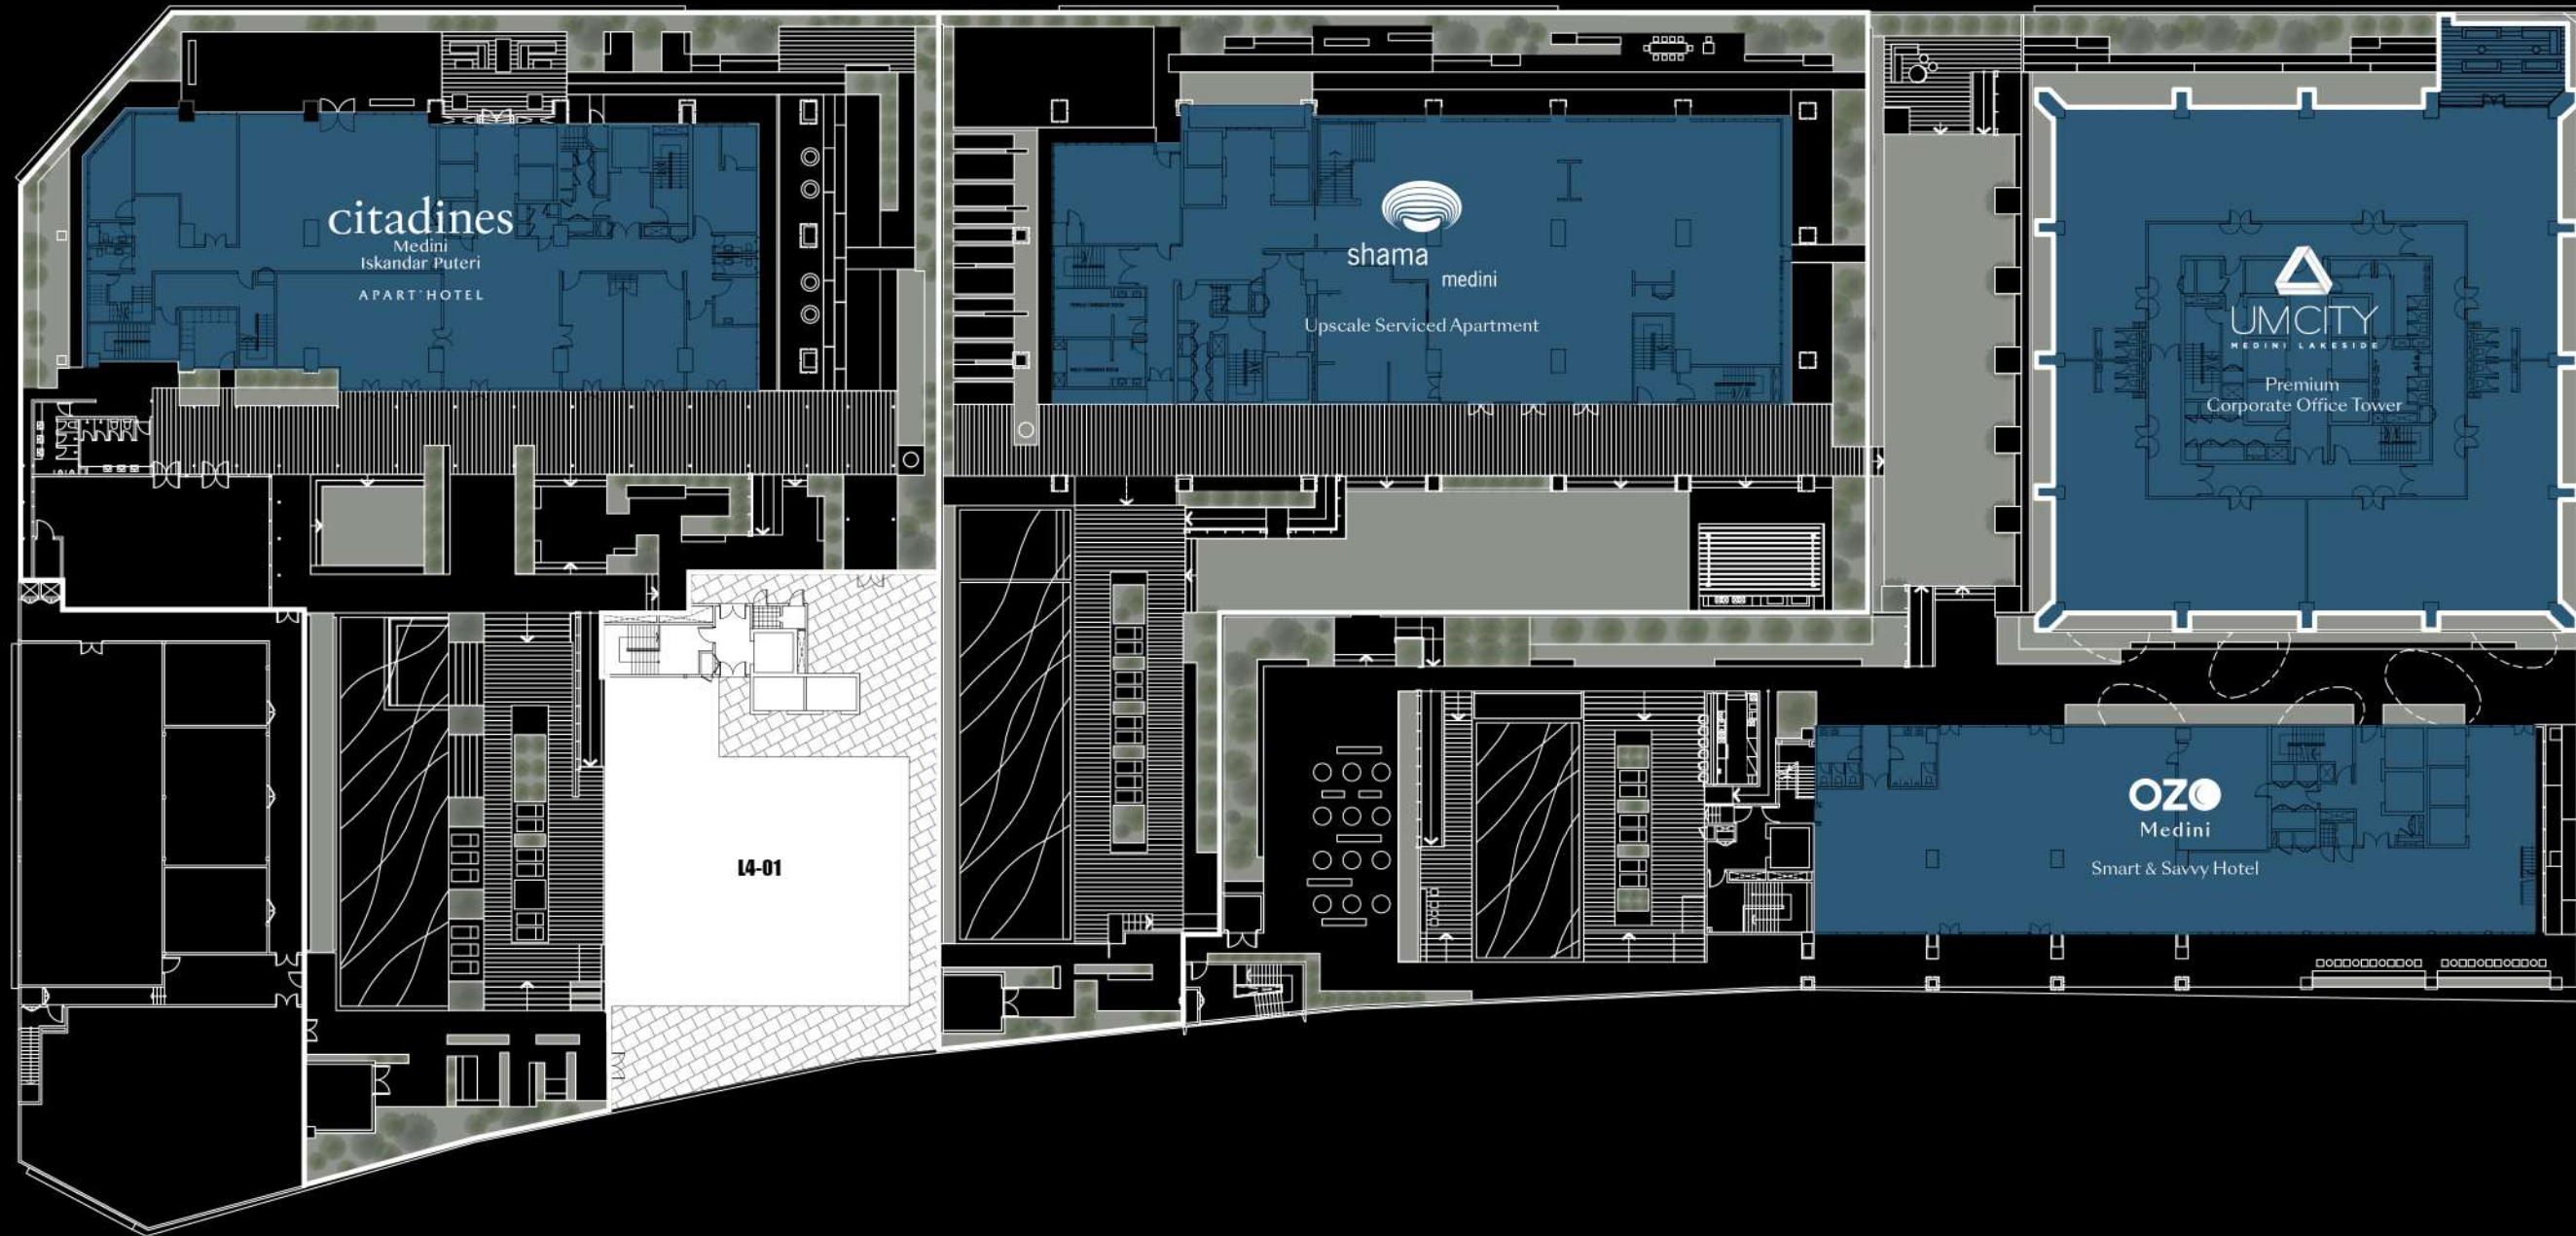 citadines
Medini
Iskandar Puteri
APART'HOTEL
shama
medini
Upscale Serviced Apartment
UMCITY
MEDINI LAKESIDE
Premium
Corporate Office Tower
L4-01
OZO
Medini
Smart & Savvy Hotel